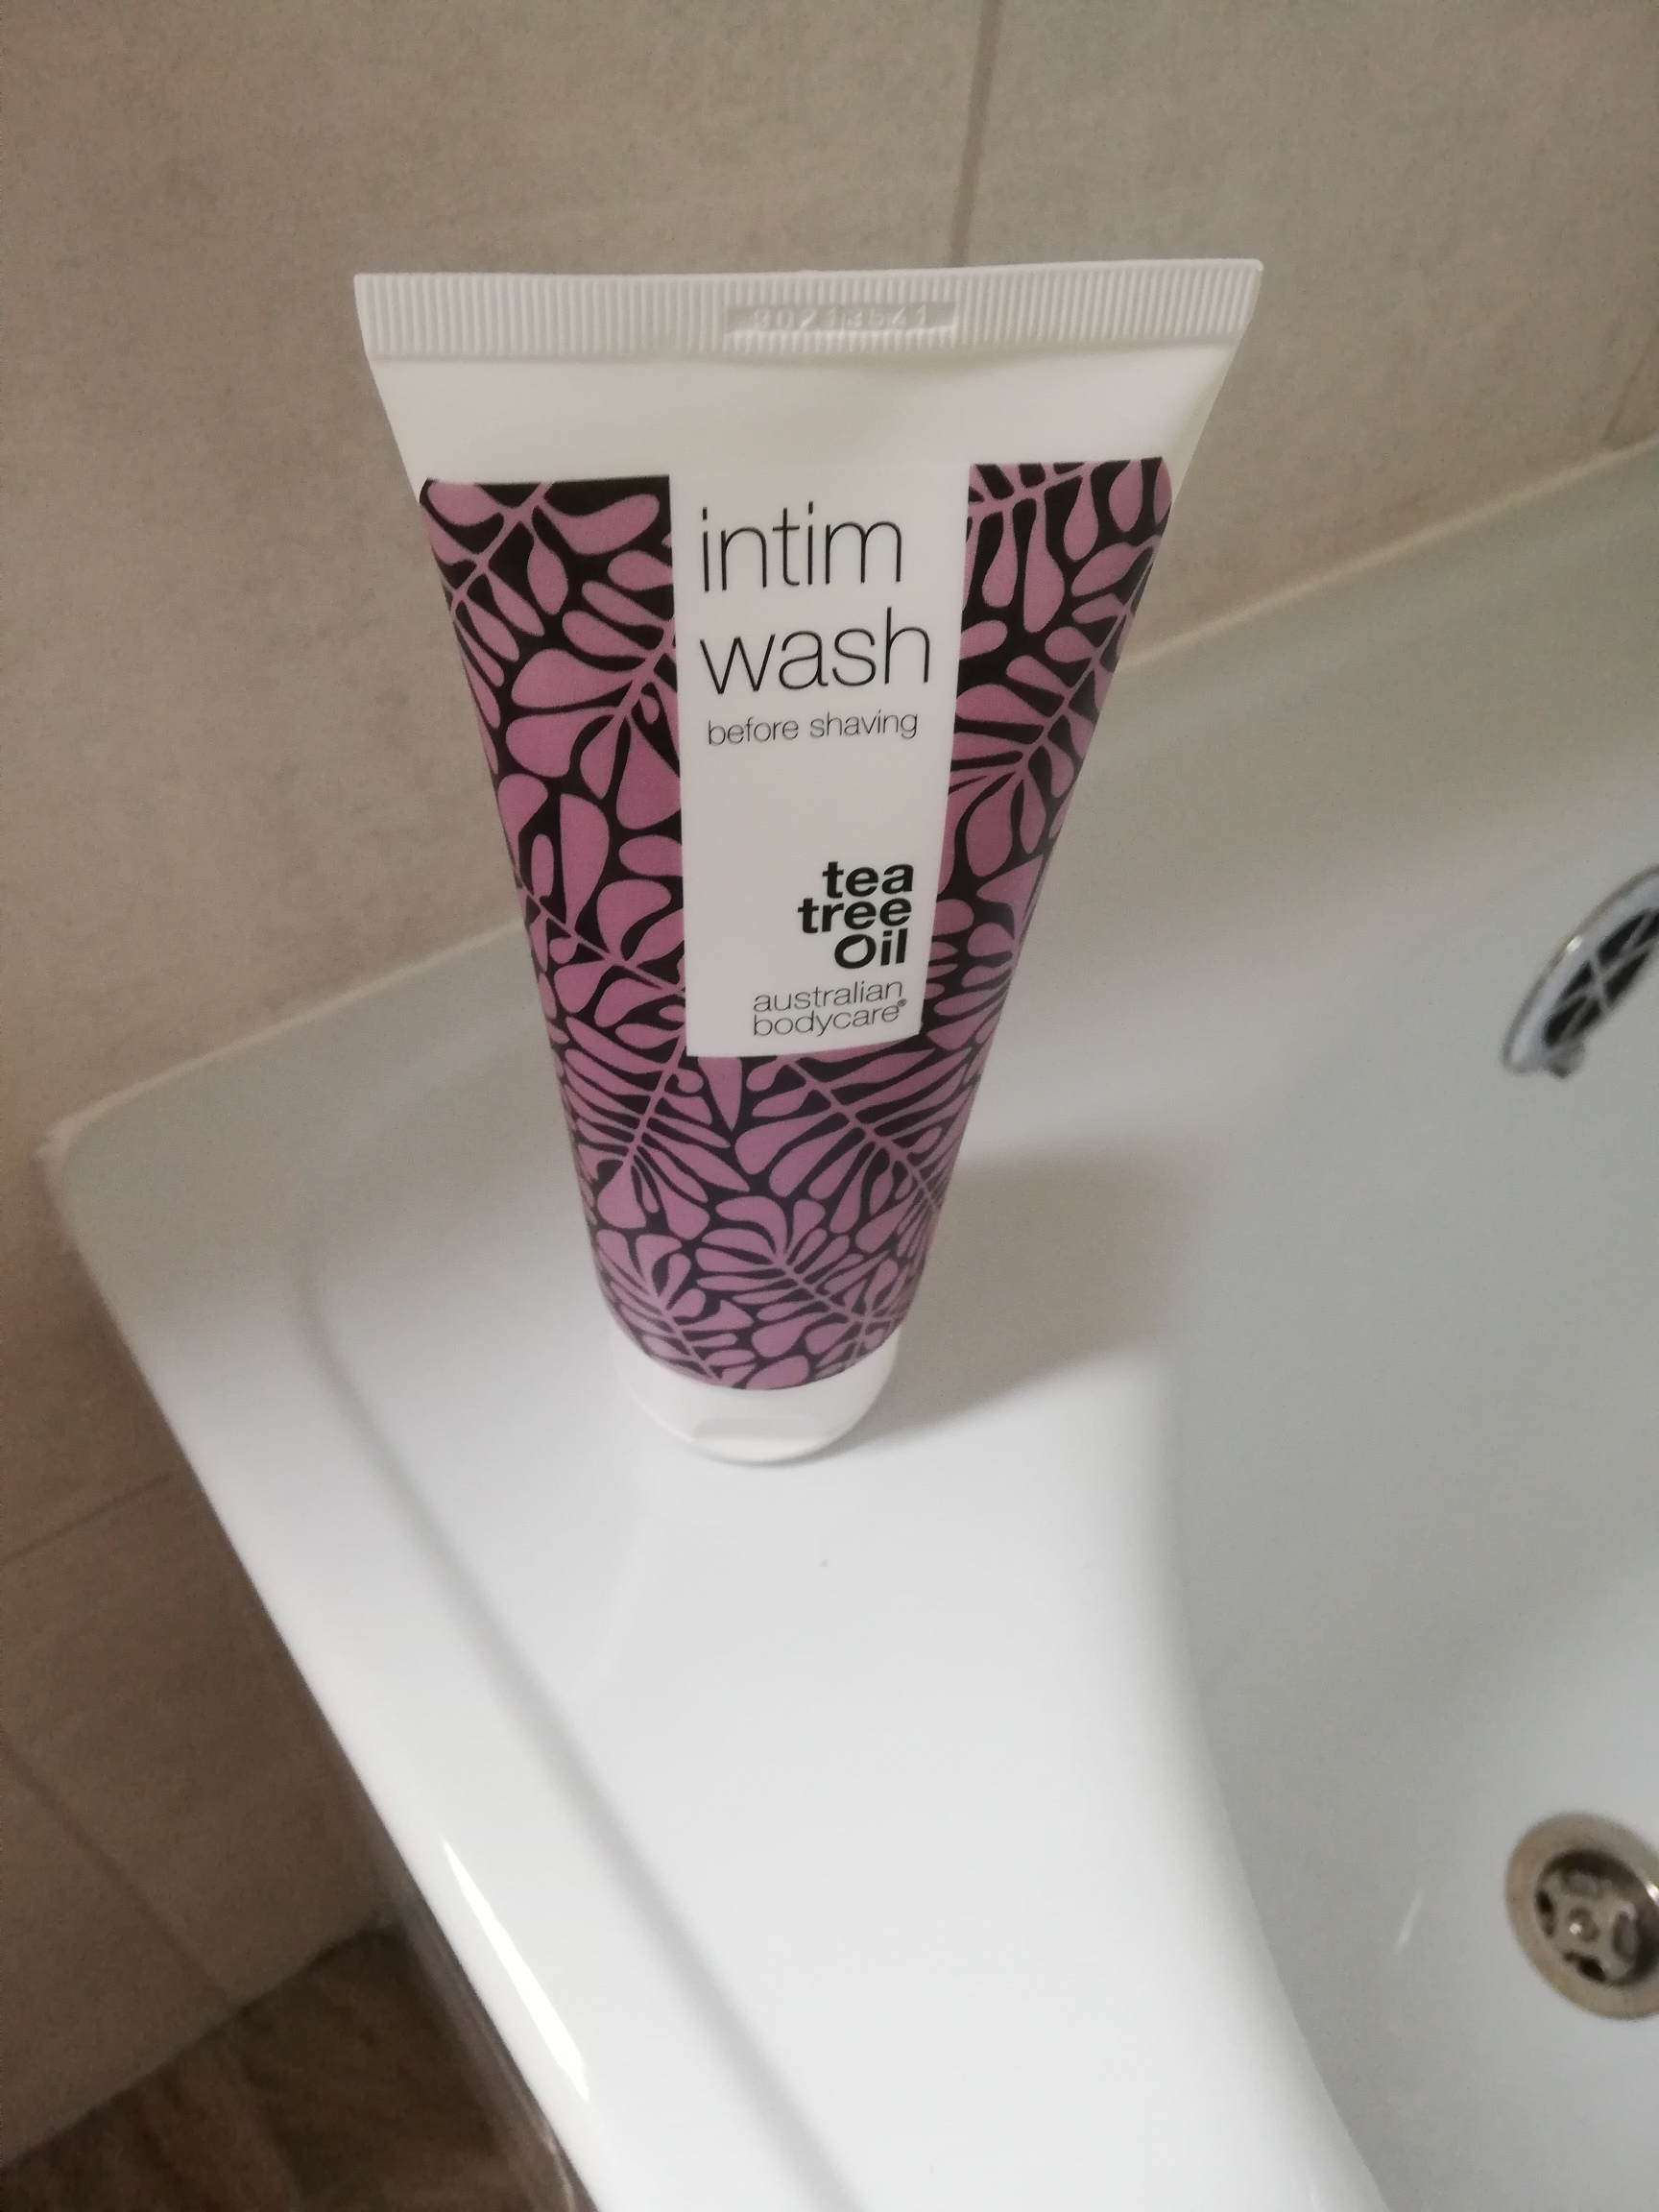 intim
wash
before shaving
tea
tree
Oil
australian
bodycare®